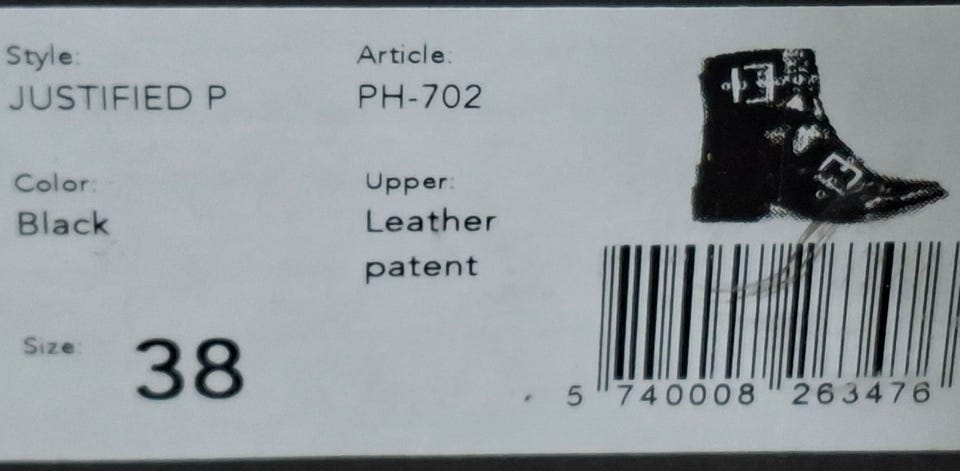 Style:
JUSTIFIED P
Article:
PH-702
Color:
Black
Upper:
Leather
patent
Size:
38
5 740008 263476